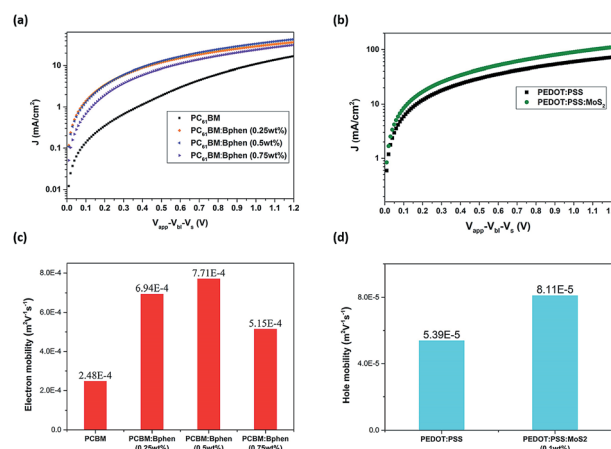 (a)
J (mA/cm²)
10
1
0.1
0.01
PC₆₁BM
PC₆₁BM:Bphen (0.25wt%)
PC₆₁BM:Bphen (0.5wt%)
PC₆₁BM:Bphen (0.75wt%)
0.0 0.1 0.2 0.3 0.4 0.5 0.6 0.7 0.8 0.9 1.0 1.1 1.2
Vapp-Vbi-Vs (V)
(b)
J (mA/cm²)
100
10
1
PEDOT:PSS
PEDOT:PSS:MoS₂
0.0 0.1 0.2 0.3 0.4 0.5 0.6 0.7 0.8 0.9 1.0 1.1
Vapp-Vbi-Vs (V)
(c)
Electron mobility (m²V⁻¹s⁻¹)
8.0E-4
6.0E-4
4.0E-4
2.0E-4
0.0
2.48E-4
6.94E-4
7.71E-4
5.15E-4
PCBM
PCBM:Bphen
(0.25wt%)
PCBM:Bphen
(0.5wt%)
PCBM:Bphen
(0.75wt%)
(d)
Hole mobility (m²V⁻¹s⁻¹)
8.0E-5
4.0E-5
0.0
5.39E-5
8.11E-5
PEDOT:PSS
PEDOT:PSS:MoS2
(0.1wt%)